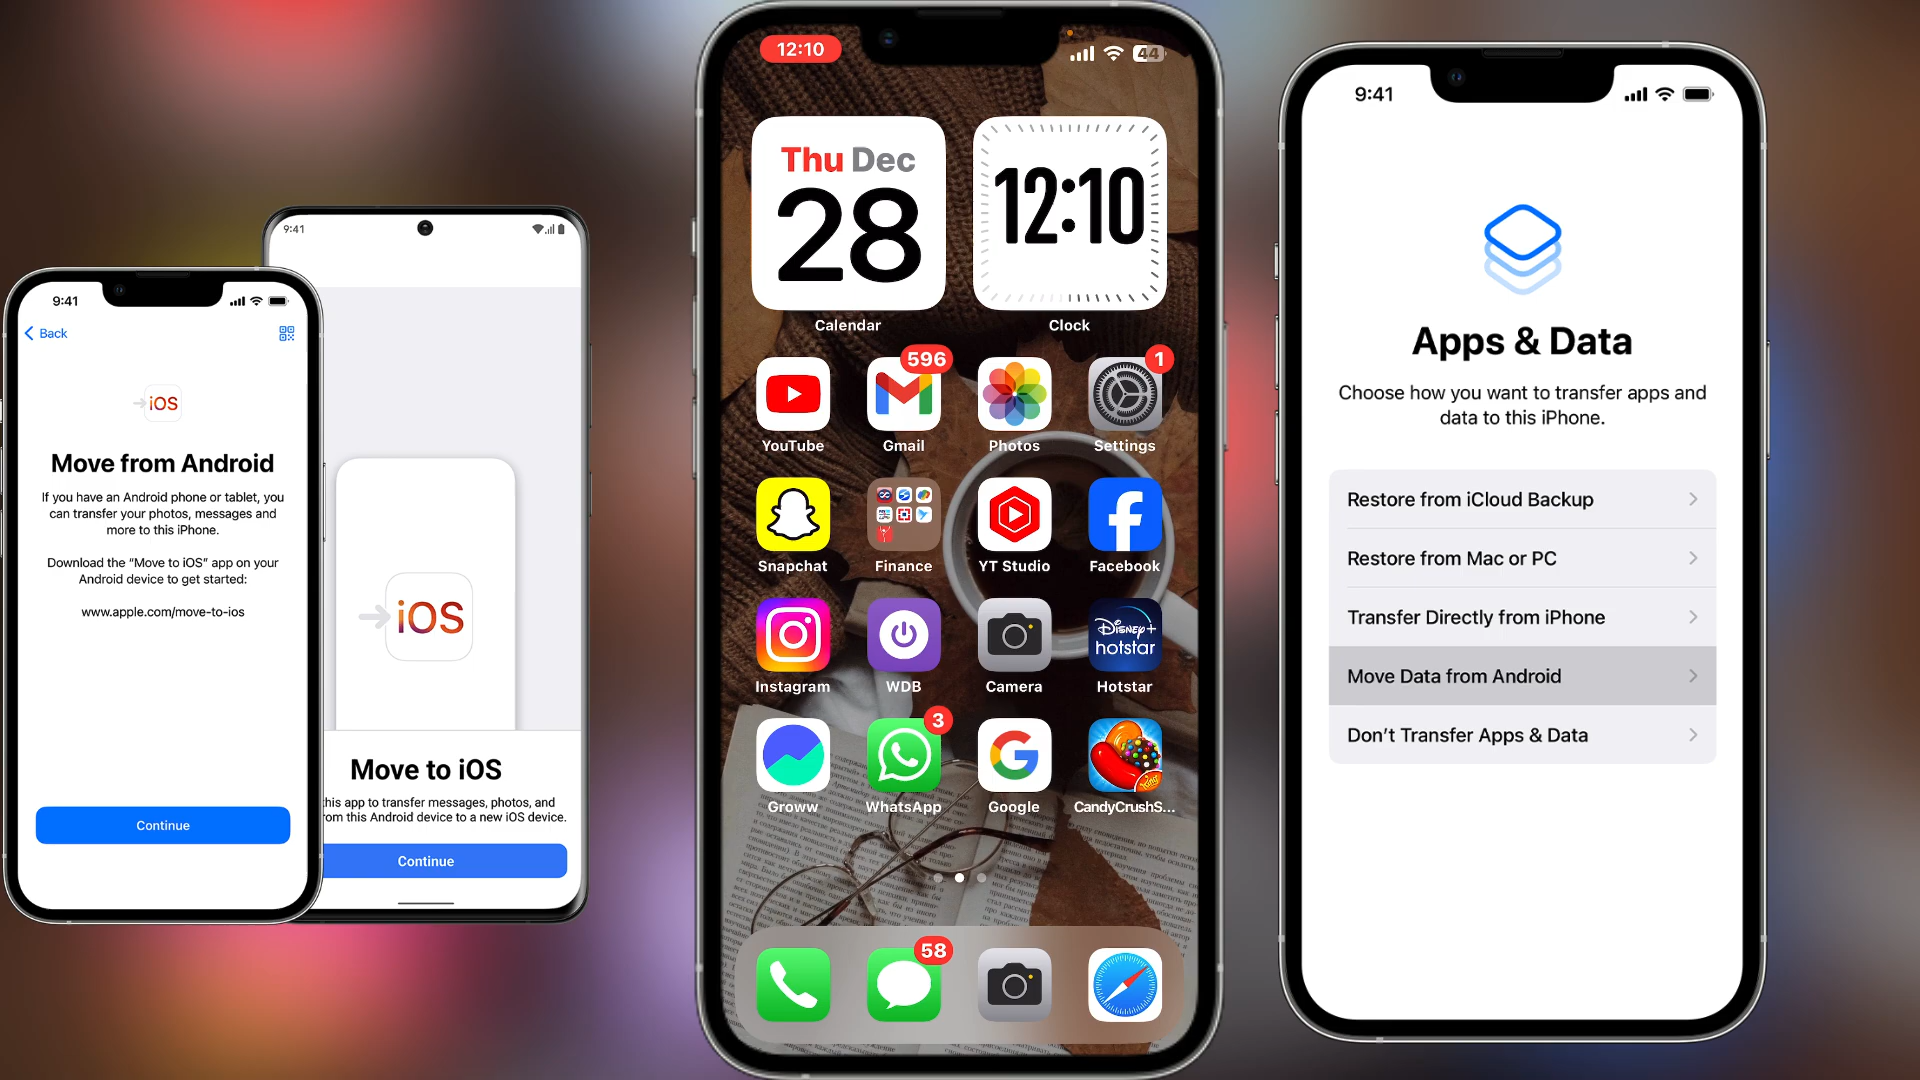 9:41
Back
iOS
Move from Android
If you have an Android phone or tablet, you
can transfer your photos, messages and
more to this iPhone.
Download the “Move to iOS” app on your
Android device to get started:
www.apple.com/move-to-ios
Continue
9:41
iOS
Move to iOS
this app to transfer messages, photos, and
from this Android device to a new iOS device.
Continue
12:10
44
Thu Dec
28
12:10
Calendar
Clock
596
1
YouTube
Gmail
Photos
Settings
Snapchat
Finance
YT Studio
Facebook
Disney+
hotstar
Instagram
WDB
Camera
Hotstar
3
Groww
WhatsApp
Google
CandyCrushS...
58
9:41
Apps & Data
Choose how you want to transfer apps and
data to this iPhone.
Restore from iCloud Backup
Restore from Mac or PC
Transfer Directly from iPhone
Move Data from Android
Don’t Transfer Apps & Data